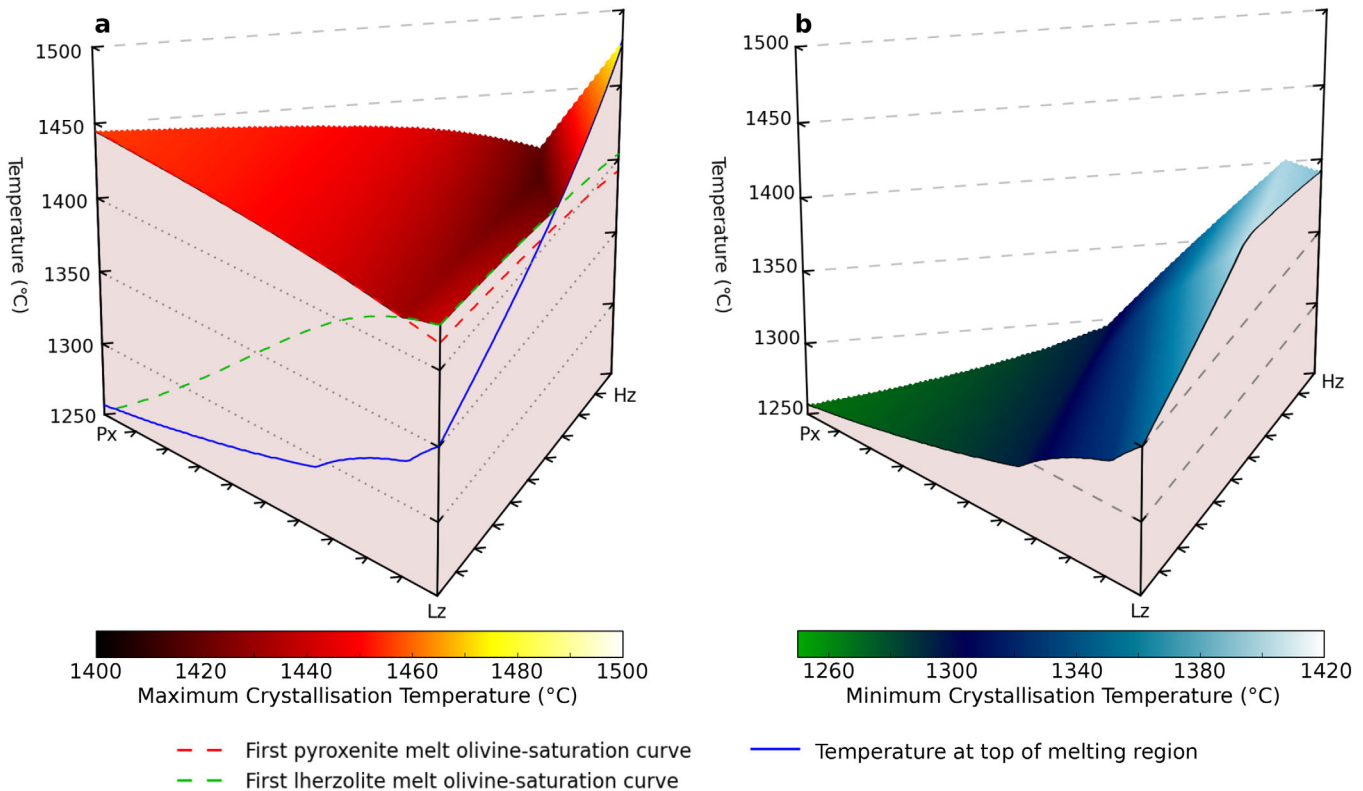 a
b
1500
1450
1400
1350
1300
1250
Temperature (°C)
Px
Lz
Hz
1500
1450
1400
1350
1300
1250
Temperature (°C)
Px
Lz
Hz
1400 1420 1440 1460 1480 1500
Maximum Crystallisation Temperature (°C)
1260 1300 1340 1380 1420
Minimum Crystallisation Temperature (°C)
First pyroxenite melt olivine-saturation curve
First lherzolite melt olivine-saturation curve
Temperature at top of melting region